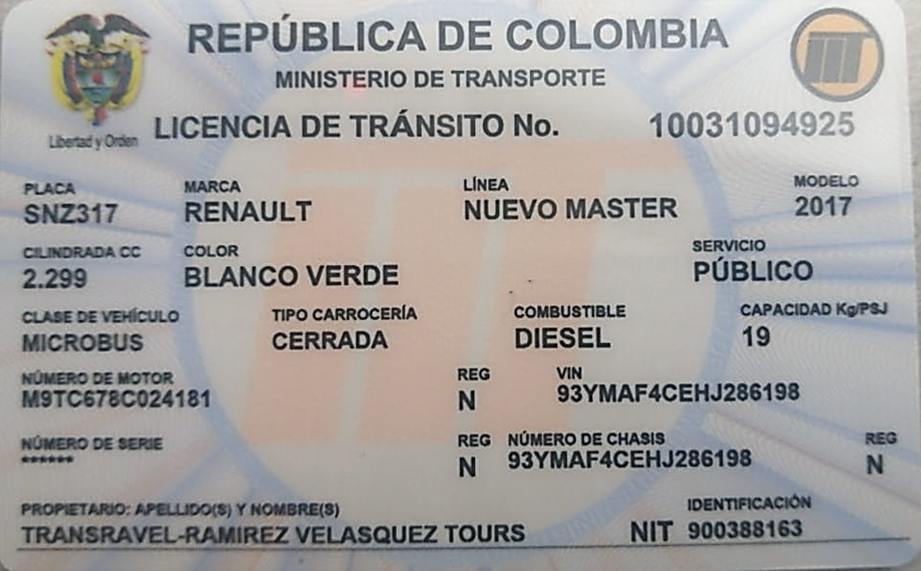 REPÚBLICA DE COLOMBIA
MINISTERIO DE TRANSPORTE
Libertad y Orden
LICENCIA DE TRÁNSITO No. 10031094925
PLACA MARCA LÍNEA MODELO
SNZ317 RENAULT NUEVO MASTER 2017
CILINDRADA CC COLOR SERVICIO
2.299 BLANCO VERDE PÚBLICO
CLASE DE VEHÍCULO TIPO CARROCERÍA COMBUSTIBLE CAPACIDAD Kg/PSJ
MICROBUS CERRADA DIESEL 19
NÚMERO DE MOTOR REG VIN
M9TC678C024181 N 93YMAF4CEHJ286198
NÚMERO DE SERIE REG NÚMERO DE CHASIS REG
****** N 93YMAF4CEHJ286198 N
PROPIETARIO: APELLIDO(S) Y NOMBRE(S) IDENTIFICACIÓN
TRANSRAVEL-RAMIREZ VELASQUEZ TOURS NIT 900388163